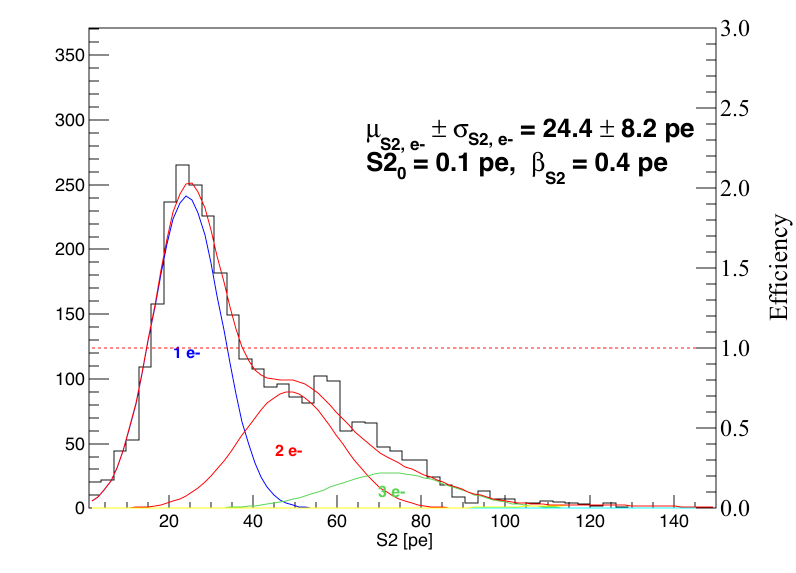 350
300
250
200
150
100
50
0
3.0
2.5
2.0
1.5
1.0
0.5
0.0
Efficiency
μS2, e- ± σS2, e- = 24.4 ± 8.2 pe
S20 = 0.1 pe, βS2 = 0.4 pe
1 e-
2 e-
3 e-
20 40 60 80 100 120 140
S2 [pe]